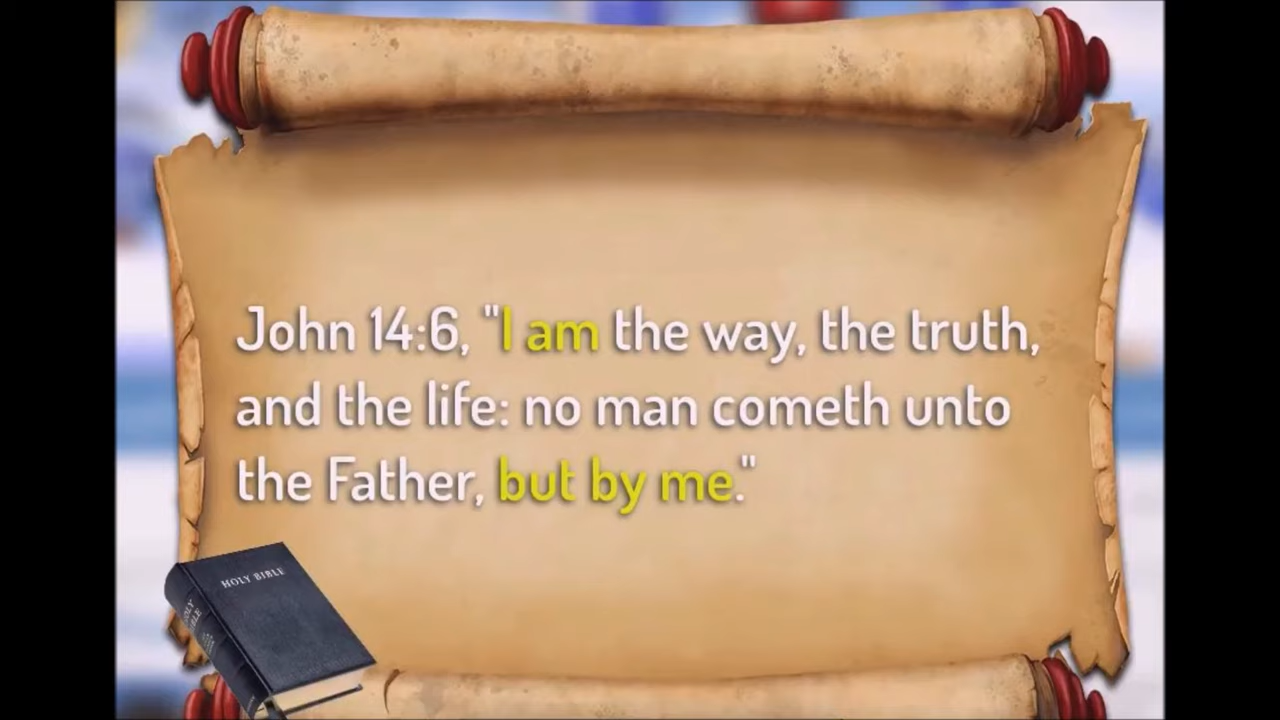 John 14:6, "I am the way, the truth,
and the life: no man cometh unto
the Father, but by me."
HOLY BIBLE